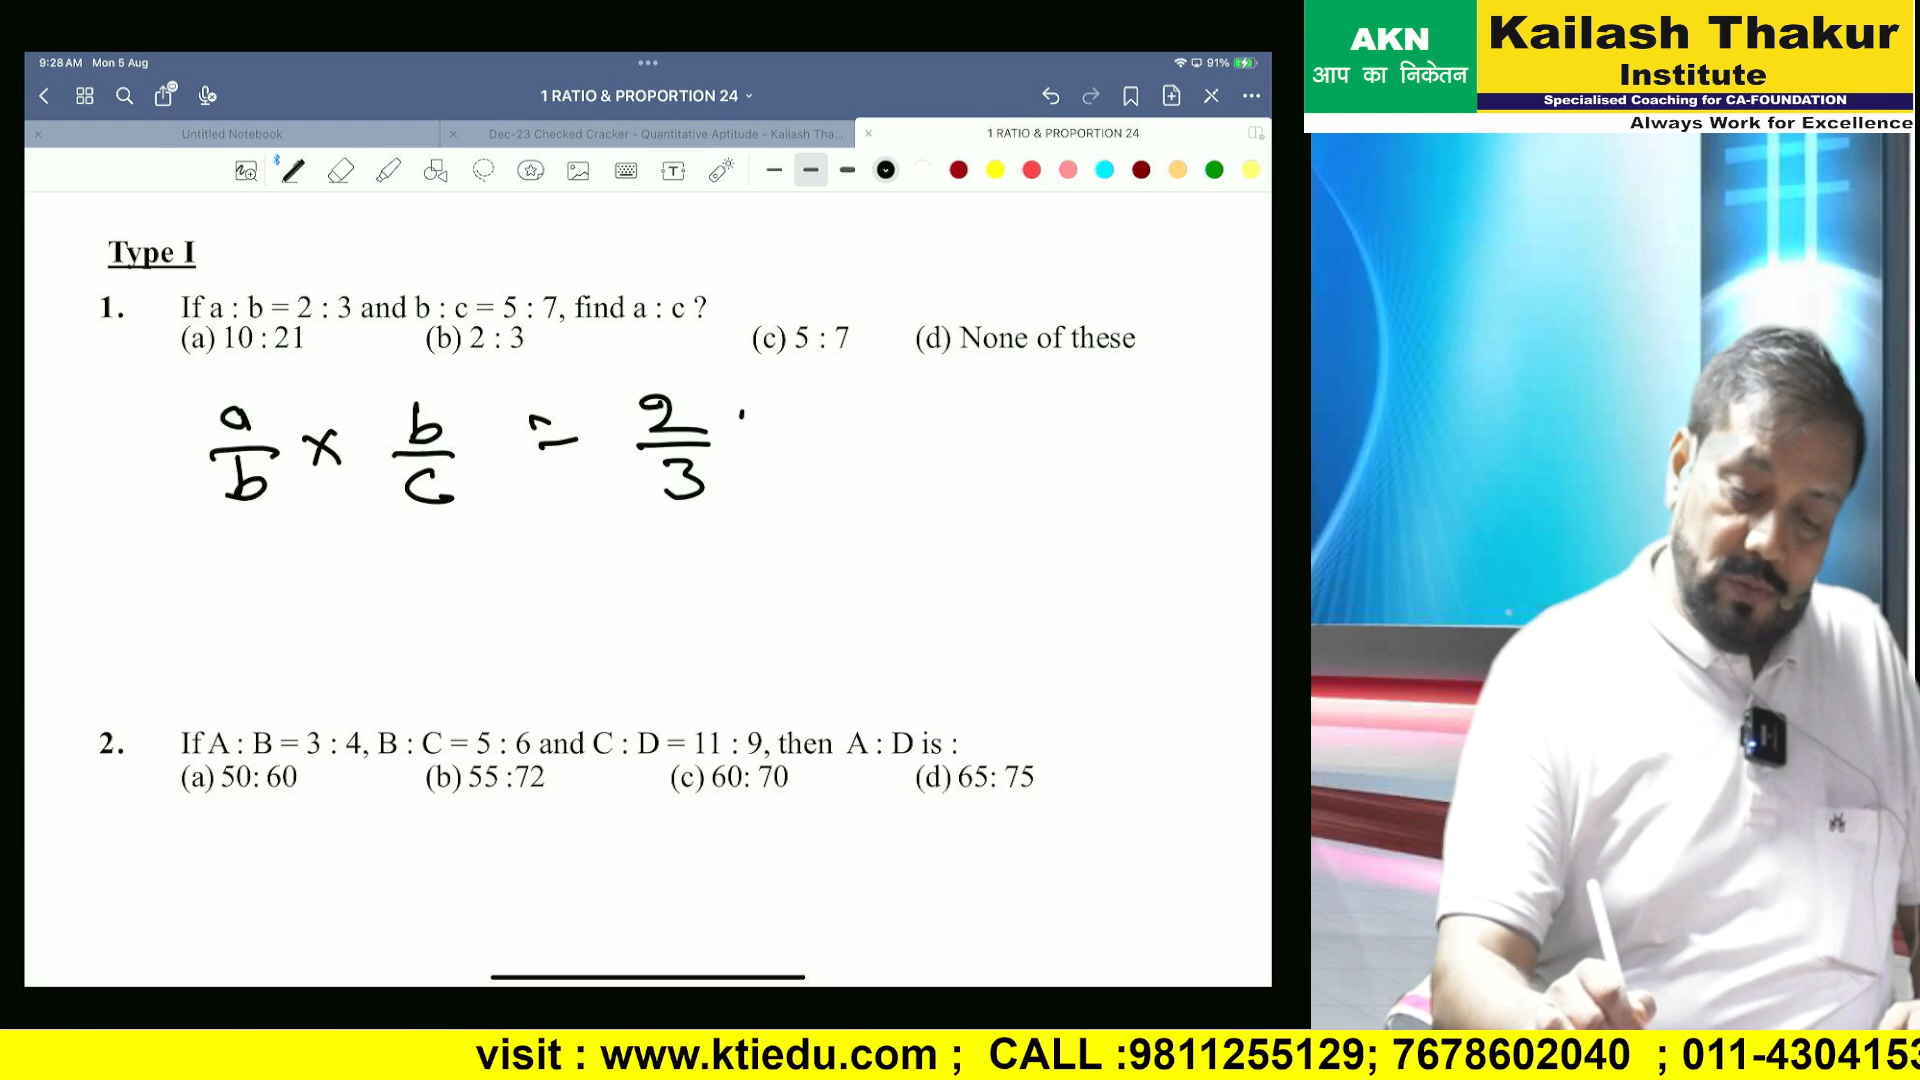 AKN
आप का निकेतन
Kailash Thakur
Institute
Specialised Coaching for CA-FOUNDATION
Always Work for Excellence
9:28 AM Mon 5 Aug
91%
1 RATIO & PROPORTION 24
Untitled Notebook
Dec-23 Checked Cracker - Quantitative Aptitude - Kailash Tha...
1 RATIO & PROPORTION 24
Type I
1. If a : b = 2 : 3 and b : c = 5 : 7, find a : c ?
(a) 10 : 21 (b) 2 : 3 (c) 5 : 7 (d) None of these
a/b × b/c = 2/3
2. If A : B = 3 : 4, B : C = 5 : 6 and C : D = 11 : 9, then A : D is :
(a) 50: 60 (b) 55 :72 (c) 60: 70 (d) 65: 75
visit : www.ktiedu.com ; CALL :9811255129; 7678602040 ; 011-4304153